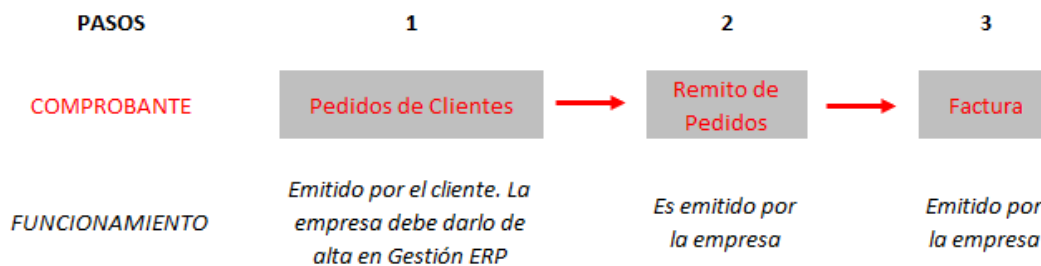 PASOS 1 2 3
COMPROBANTE Pedidos de Clientes Remito de Pedidos Factura
FUNCIONAMIENTO
Emitido por el cliente. La
empresa debe darlo de
alta en Gestión ERP
Es emitido por
la empresa
Emitido por
la empresa